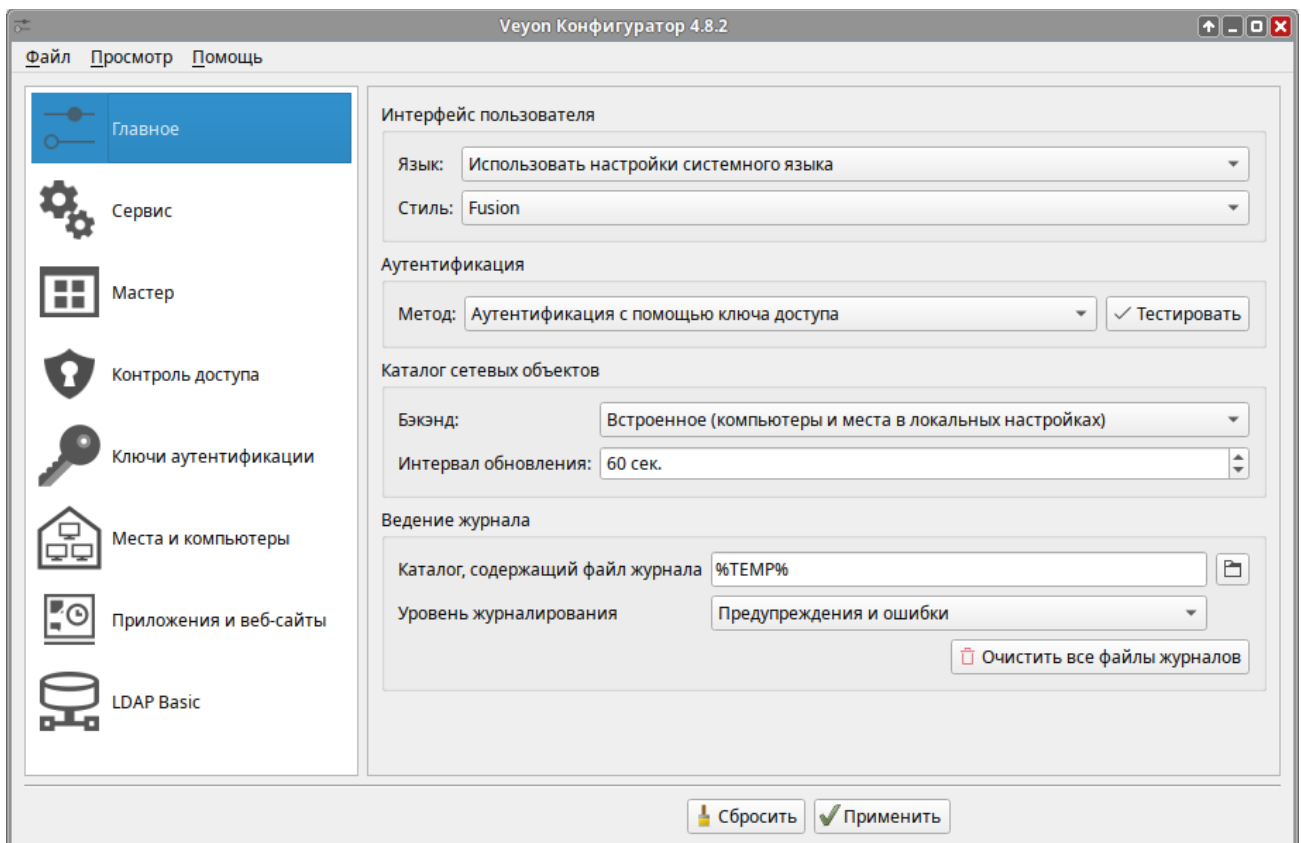 Veyon Конфигуратор 4.8.2
Файл Просмотр Помощь
Главное
Сервис
Мастер
Контроль доступа
Ключи аутентификации
Места и компьютеры
Приложения и веб-сайты
LDAP Basic
Интерфейс пользователя
Язык: Использовать настройки системного языка
Стиль: Fusion
Аутентификация
Метод: Аутентификация с помощью ключа доступа Тестировать
Каталог сетевых объектов
Бэкэнд: Встроенное (компьютеры и места в локальных настройках)
Интервал обновления: 60 сек.
Ведение журнала
Каталог, содержащий файл журнала %TEMP%
Уровень журналирования Предупреждения и ошибки
Очистить все файлы журналов
Сбросить Применить